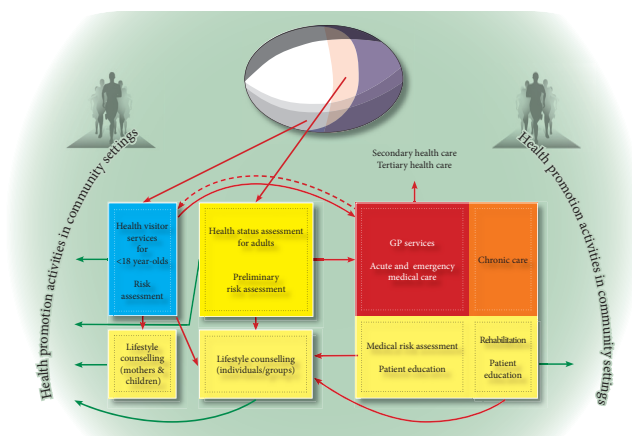 Health promotion activities in community settings
Health promotion activities in community settings
Secondary health care
Tertiary health care
Health visitor
services
for
<18 year-olds
Risk
assessment
Health status assessment
for adults
Preliminary
risk assessment
GP services
Acute and emergency
medical care
Chronic care
Lifestyle
counselling
(mothers &
children)
Lifestyle counselling
(individuals/groups)
Medical risk assessment
Patient education
Rehabilitation
Patient
education